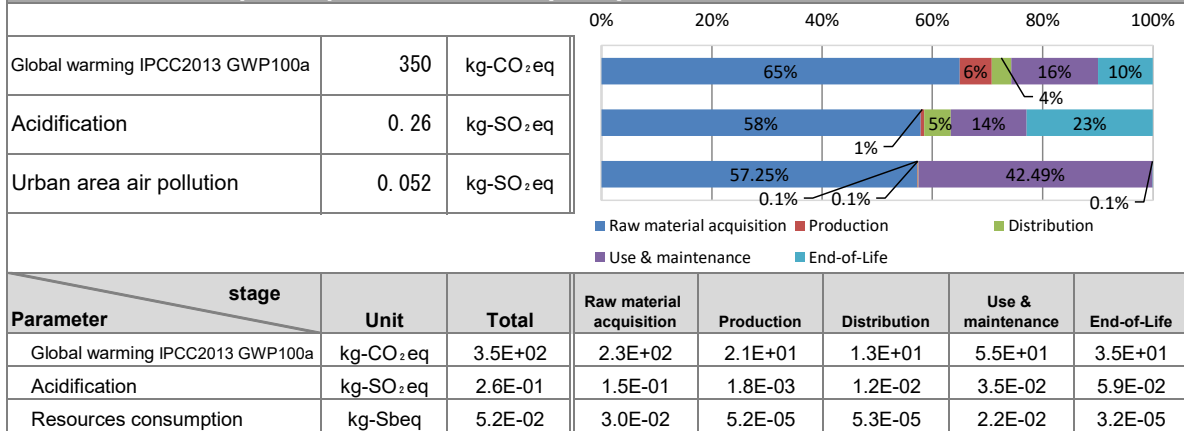 0% 20% 40% 60% 80% 100%
Global warming IPCC2013 GWP100a 350 kg-CO₂eq
65% 6% 16% 10%
4%
Acidification 0.26 kg-SO₂eq
58% 5% 14% 23%
1%
Urban area air pollution 0.052 kg-SO₂eq
57.25% 42.49%
0.1% 0.1% 0.1%
Raw material acquisition Production Distribution
Use & maintenance End-of-Life
stage
Parameter Unit Total Raw material acquisition Production Distribution Use & maintenance End-of-Life
Global warming IPCC2013 GWP100a kg-CO₂eq 3.5E+02 2.3E+02 2.1E+01 1.3E+01 5.5E+01 3.5E+01
Acidification kg-SO₂eq 2.6E-01 1.5E-01 1.8E-03 1.2E-02 3.5E-02 5.9E-02
Resources consumption kg-Sbeq 5.2E-02 3.0E-02 5.2E-05 5.3E-05 2.2E-02 3.2E-05